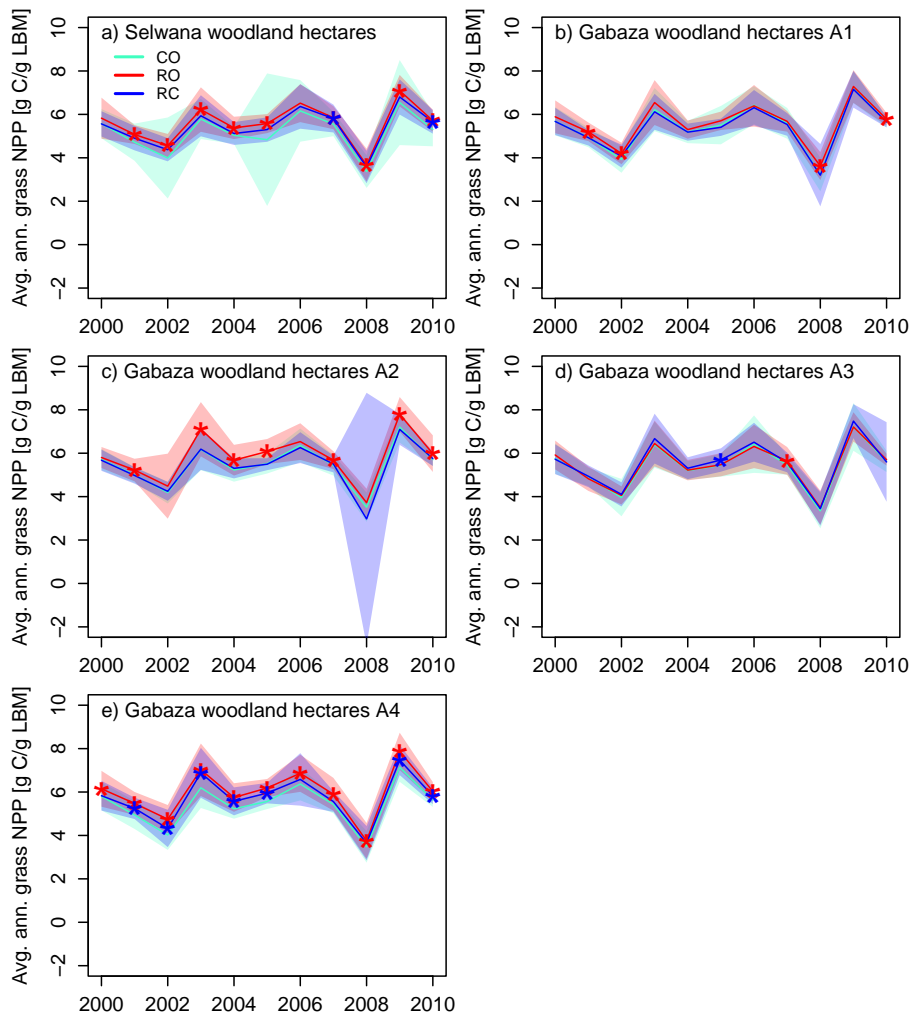 a) Selwana woodland hectares
CO
RO
RC
Avg. ann. grass NPP [g C/g LBM]
10
8
6
4
2
0
−2
2000 2002 2004 2006 2008 2010
b) Gabaza woodland hectares A1
Avg. ann. grass NPP [g C/g LBM]
10
8
6
4
2
0
−2
2000 2002 2004 2006 2008 2010
c) Gabaza woodland hectares A2
Avg. ann. grass NPP [g C/g LBM]
10
8
6
4
2
0
−2
2000 2002 2004 2006 2008 2010
d) Gabaza woodland hectares A3
Avg. ann. grass NPP [g C/g LBM]
10
8
6
4
2
0
−2
2000 2002 2004 2006 2008 2010
e) Gabaza woodland hectares A4
Avg. ann. grass NPP [g C/g LBM]
10
8
6
4
2
0
−2
2000 2002 2004 2006 2008 2010